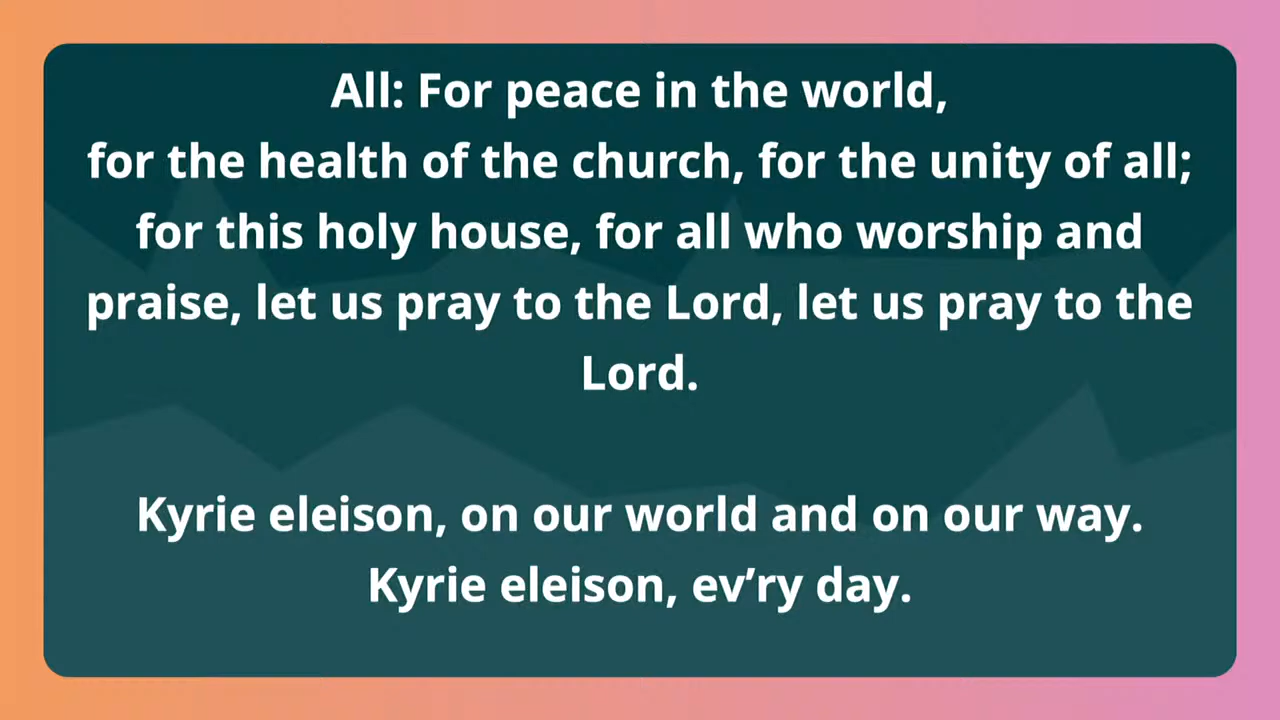 All: For peace in the world,
for the health of the church, for the unity of all;
for this holy house, for all who worship and
praise, let us pray to the Lord, let us pray to the
Lord.
Kyrie eleison, on our world and on our way.
Kyrie eleison, ev’ry day.